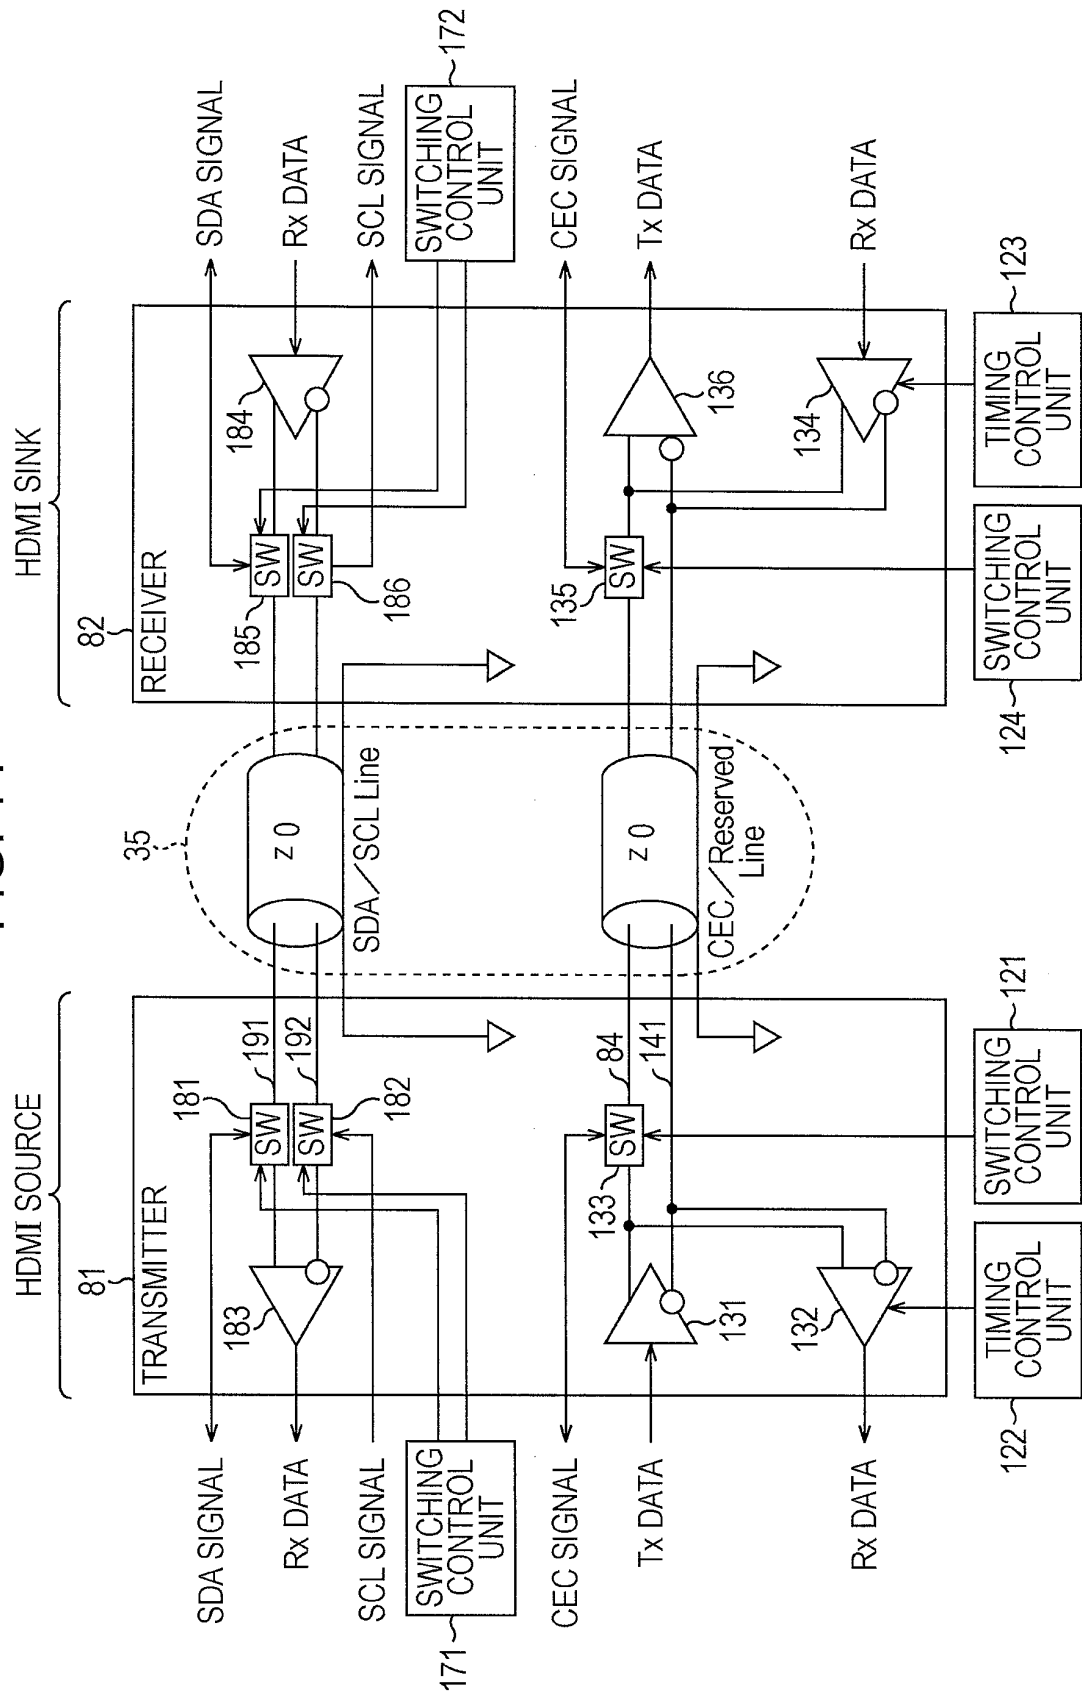 HDMI SOURCE
HDMI SINK
81
TRANSMITTER
35
82
RECEIVER
SDA SIGNAL
181
191
SW
185
SW
SDA SIGNAL
Rx DATA
183
192
z 0
184
Rx DATA
SCL SIGNAL
SW
182
SDA/SCL Line
SW
186
SCL SIGNAL
171
SWITCHING
CONTROL
UNIT
SWITCHING
CONTROL
UNIT
172
CEC SIGNAL
133
SW
84
135
SW
CEC SIGNAL
Tx DATA
131
141
z 0
136
Tx DATA
CEC/Reserved
Line
Rx DATA
132
134
Rx DATA
122
TIMING
CONTROL
UNIT
SWITCHING
CONTROL
UNIT
121
124
SWITCHING
CONTROL
UNIT
TIMING
CONTROL
UNIT
123